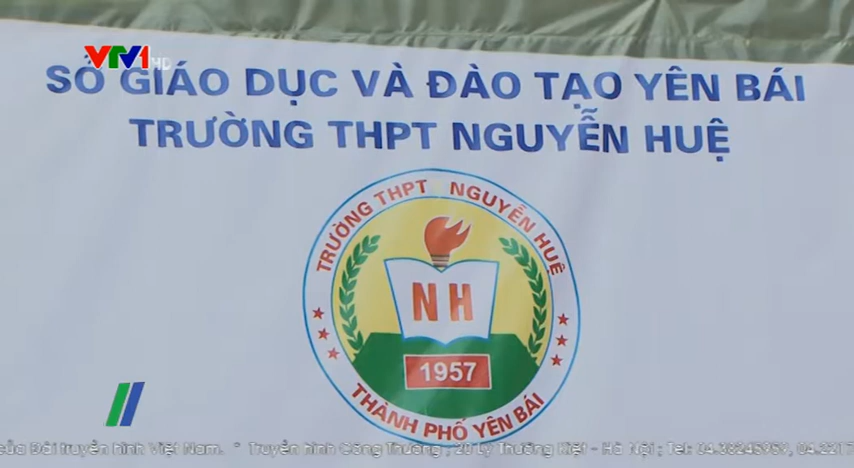 VTV1 HD
SỞ GIÁO DỤC VÀ ĐÀO TẠO YÊN BÁI
TRƯỜNG THPT NGUYỄN HUỆ
TRƯỜNG THPT NGUYỄN HUỆ
NH
1957
THÀNH PHỐ YÊN BÁI
của Đài truyền hình Việt Nam. " Truyền hình Công Thương ; 20 Lý Thường Kiệt - Hà Nội ; Tel: